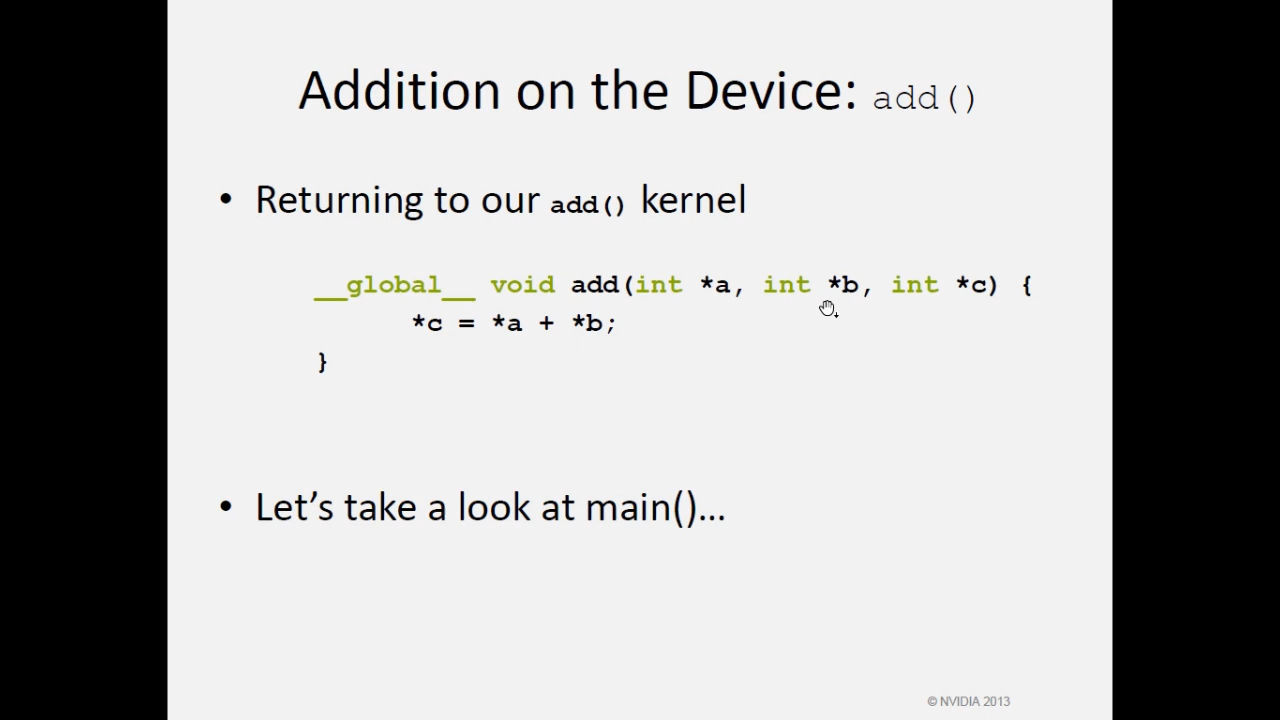 Addition on the Device: add()
• Returning to our add() kernel
__global__ void add(int *a, int *b, int *c) {
*c = *a + *b;
}
• Let’s take a look at main()…
© NVIDIA 2013